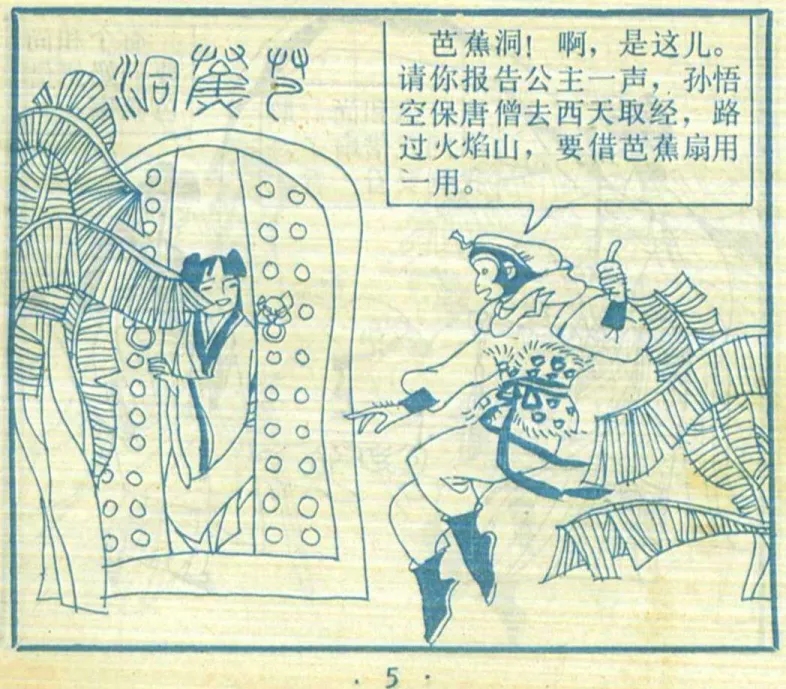 芭蕉洞
芭蕉洞！啊，是这儿。
请你报告公主一声，孙悟
空保唐僧去西天取经，路
过火焰山，要借芭蕉扇用
一用。
· 5 ·